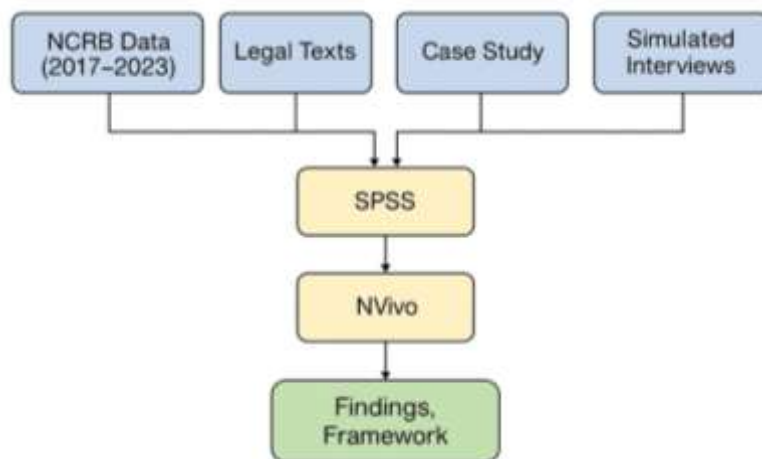 NCRB Data
(2017–2023)
Legal Texts
Case Study
Simulated
Interviews
SPSS
NVivo
Findings,
Framework